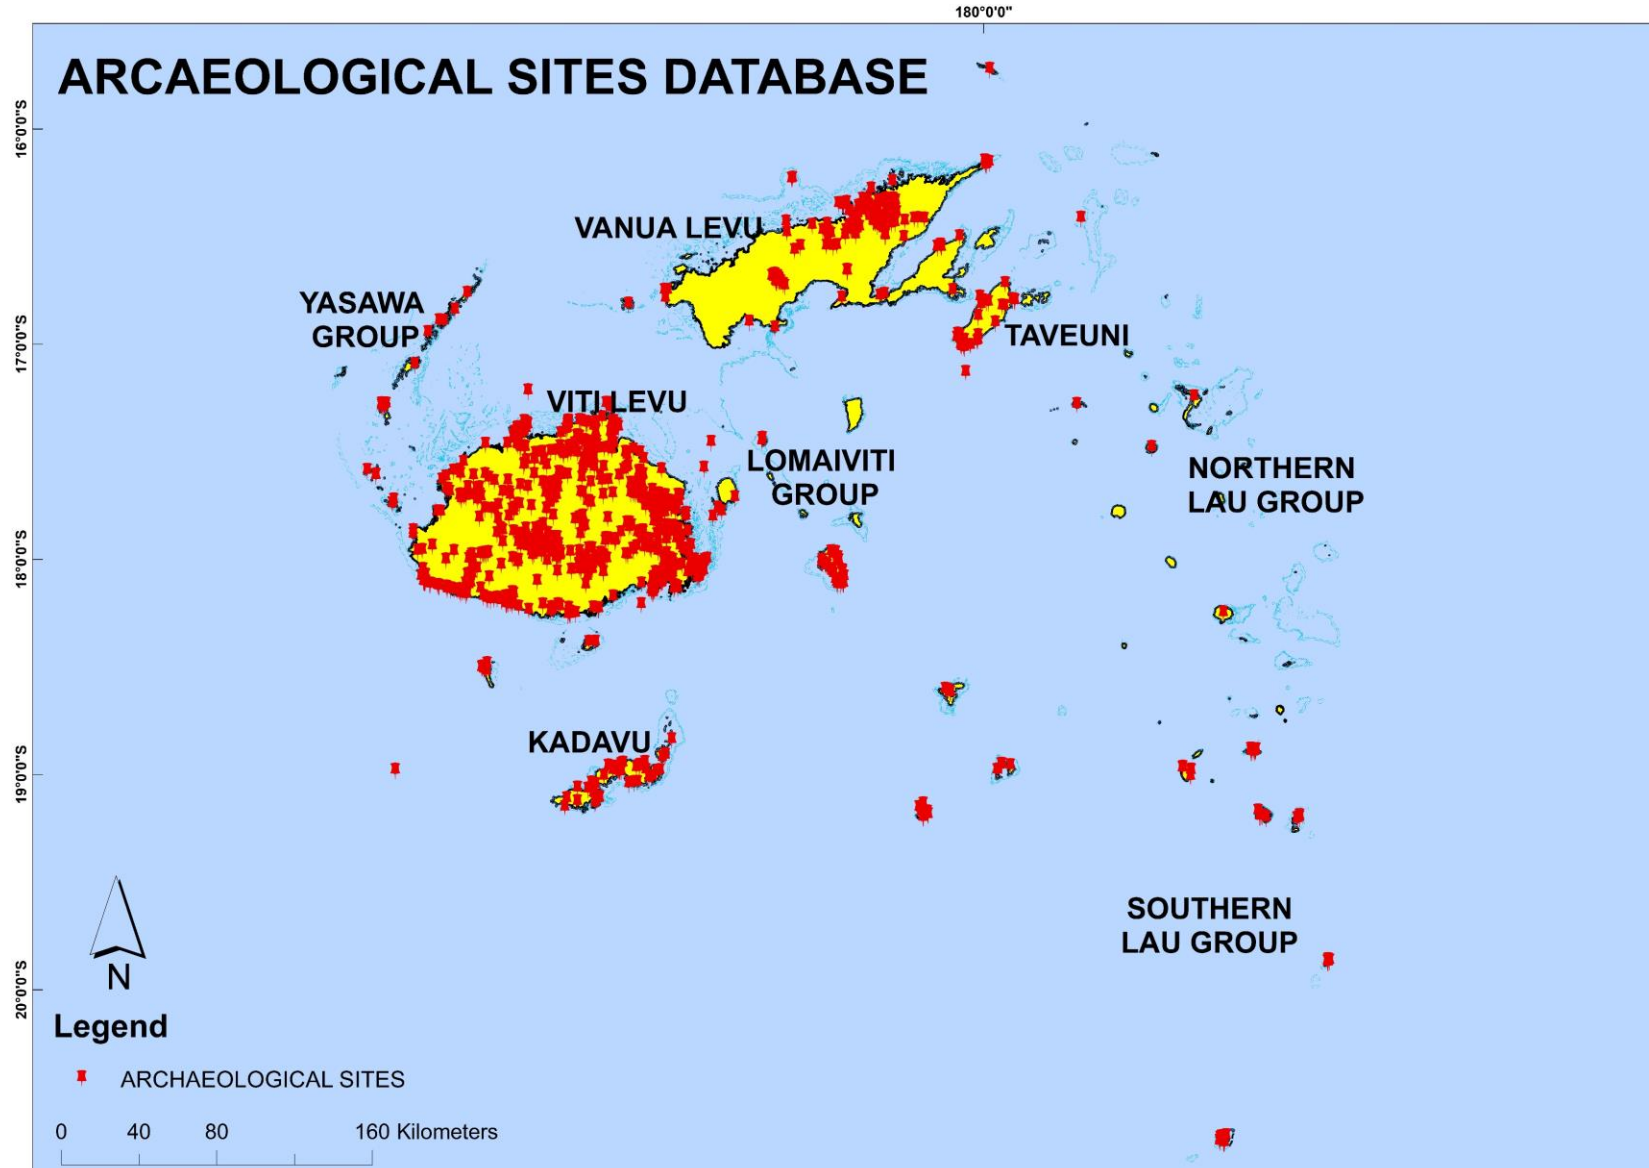 180°0'0"
ARCAEOLOGICAL SITES DATABASE
16°0'0"S
VANUA LEVU
YASAWA
GROUP
17°0'0"S
TAVEUNI
VITI LEVU
LOMAIVITI
GROUP
NORTHERN
LAU GROUP
18°0'0"S
KADAVU
19°0'0"S
SOUTHERN
LAU GROUP
N
20°0'0"S
Legend
ARCHAEOLOGICAL SITES
0 40 80 160 Kilometers